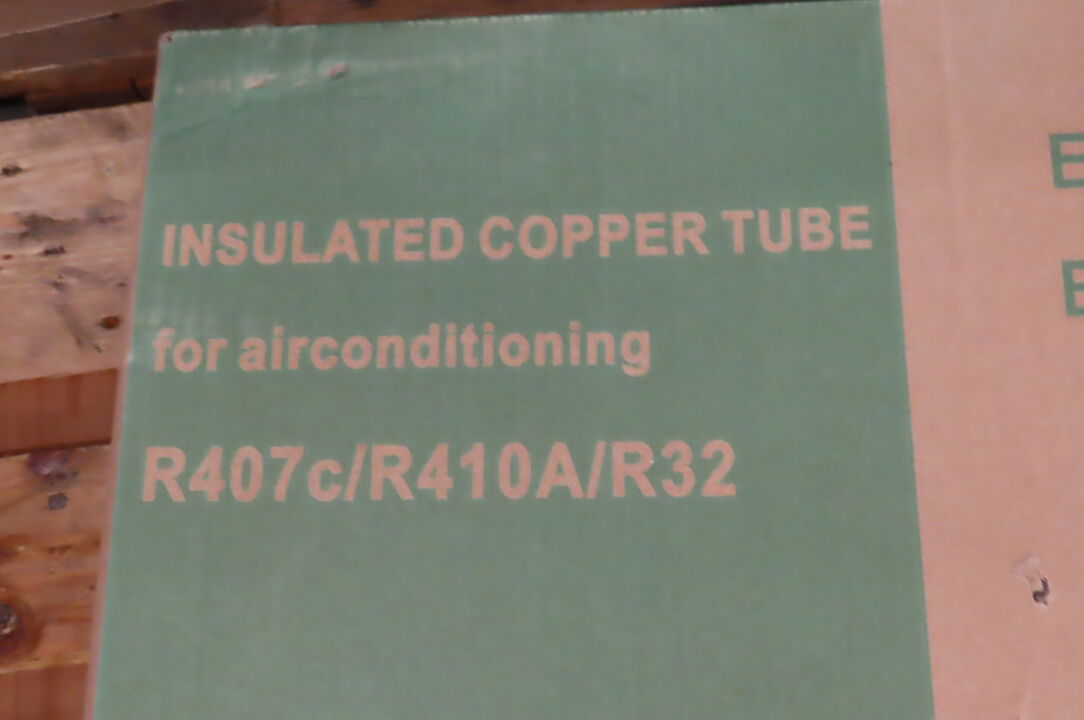 INSULATED COPPER TUBE
for airconditioning
R407c/R410A/R32